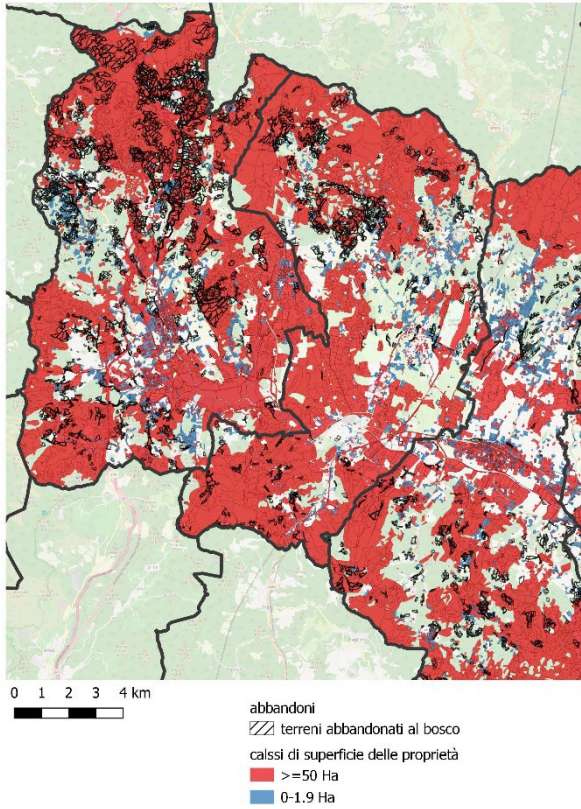 0 1 2 3 4 km
abbandoni
terreni abbandonati al bosco
calssi di superficie delle proprietà
>=50 Ha
0-1.9 Ha